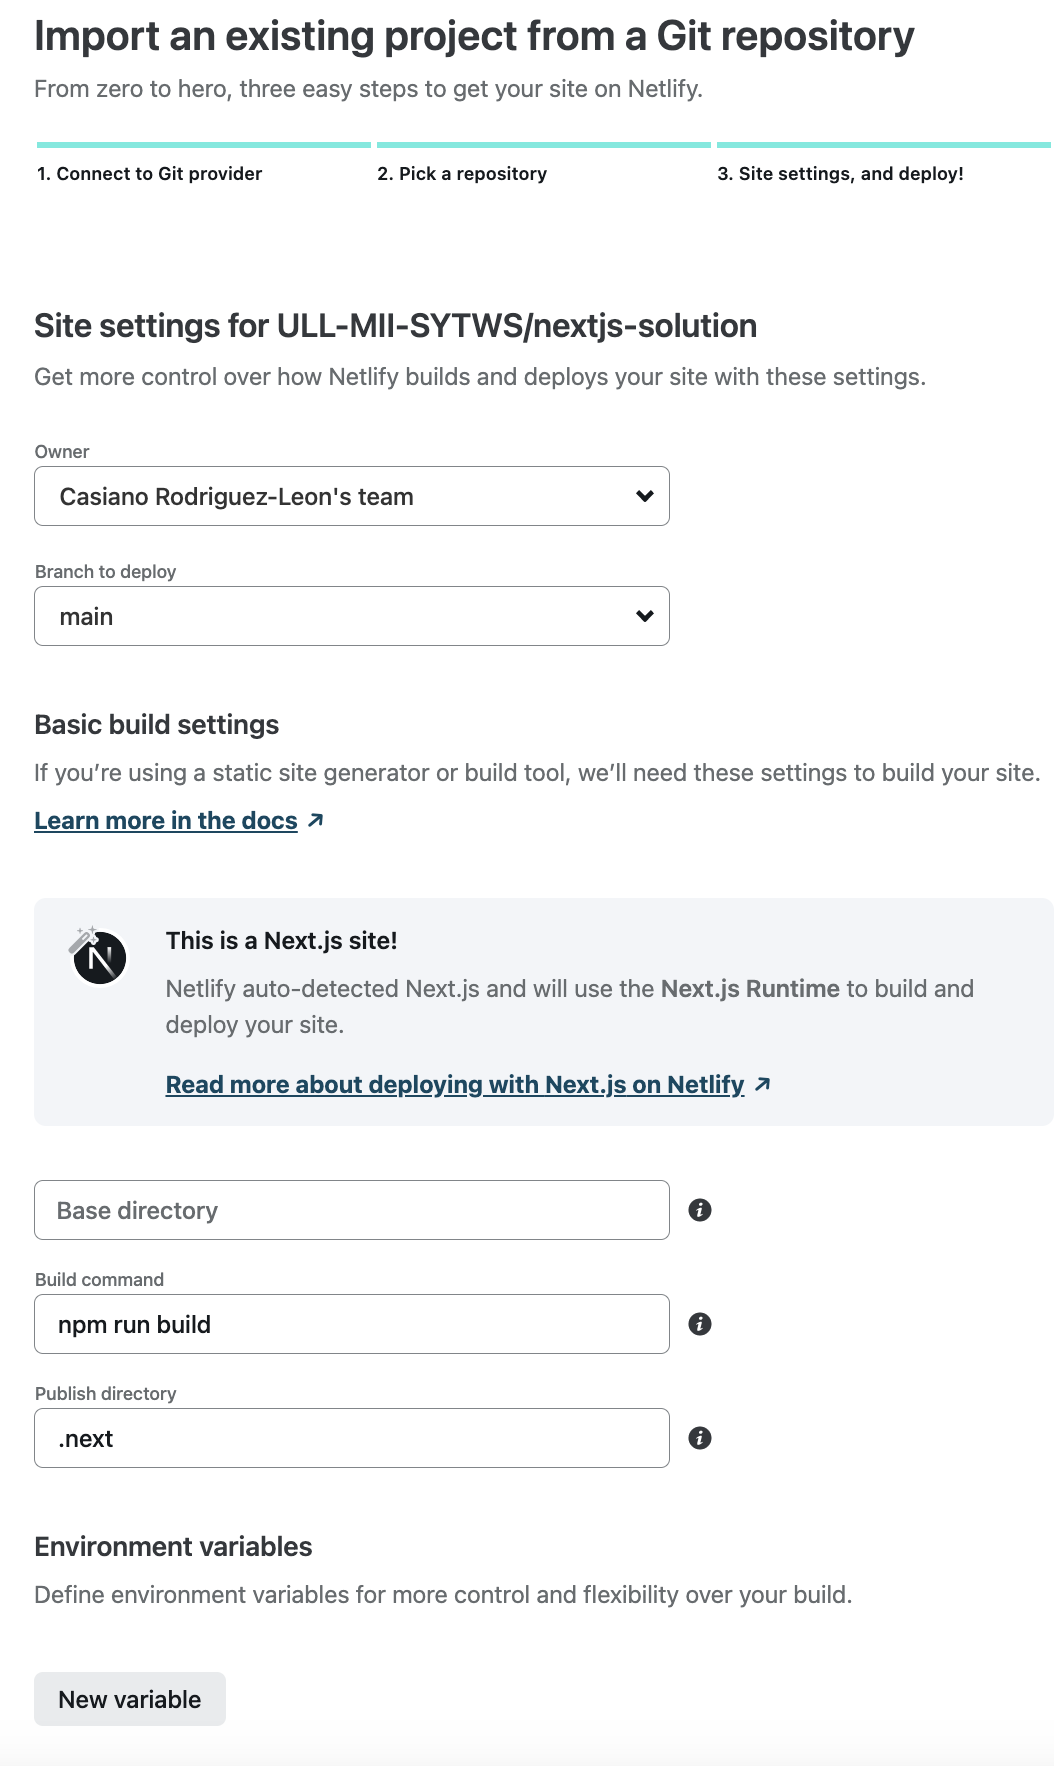 Import an existing project from a Git repository
From zero to hero, three easy steps to get your site on Netlify.
1. Connect to Git provider
2. Pick a repository
3. Site settings, and deploy!
Site settings for ULL-MII-SYTWS/nextjs-solution
Get more control over how Netlify builds and deploys your site with these settings.
Owner
Casiano Rodriguez-Leon's team
Branch to deploy
main
Basic build settings
If you’re using a static site generator or build tool, we’ll need these settings to build your site.
Learn more in the docs
This is a Next.js site!
Netlify auto-detected Next.js and will use the Next.js Runtime to build and
deploy your site.
Read more about deploying with Next.js on Netlify
Base directory
Build command
npm run build
Publish directory
.next
Environment variables
Define environment variables for more control and flexibility over your build.
New variable